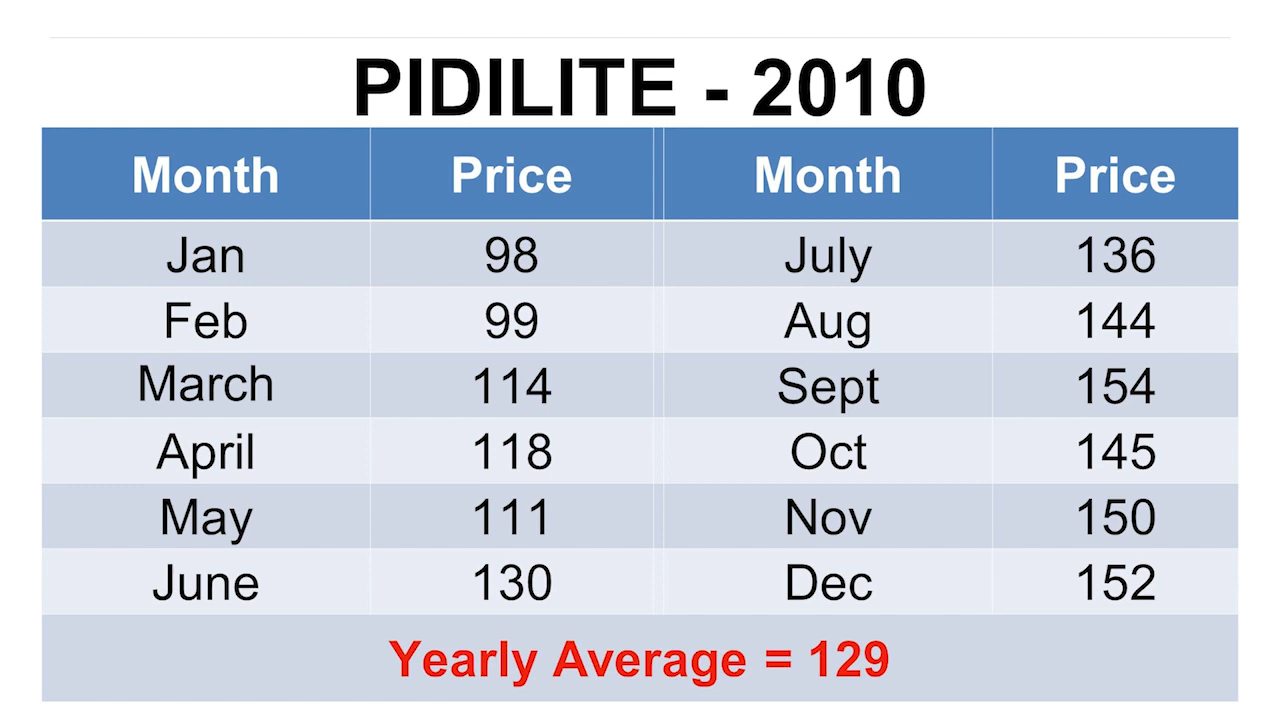 PIDILITE - 2010
Month Price Month Price
Jan 98 July 136
Feb 99 Aug 144
March 114 Sept 154
April 118 Oct 145
May 111 Nov 150
June 130 Dec 152
Yearly Average = 129